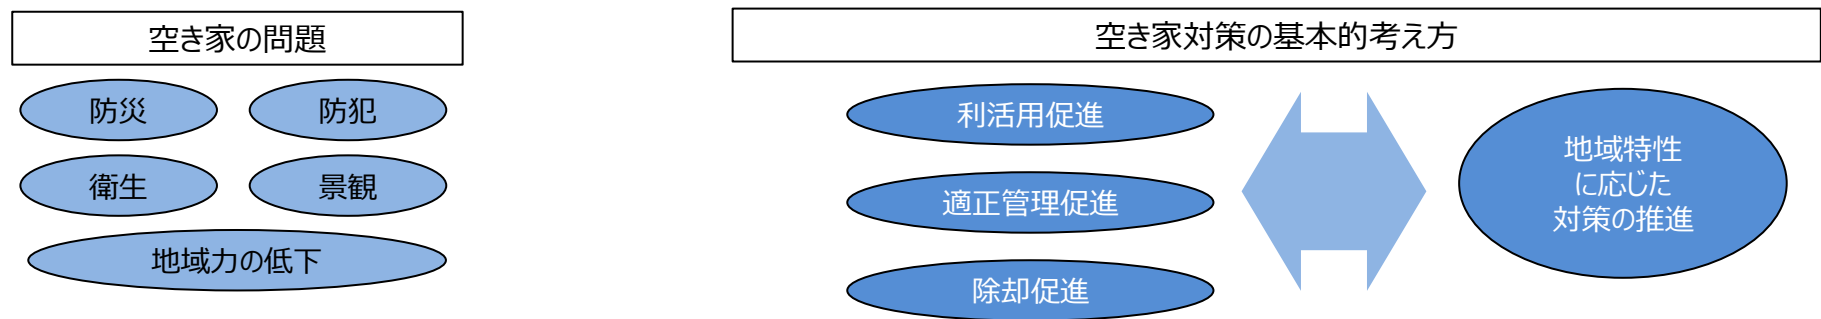 空き家の問題
防災
防犯
衛生
景観
地域力の低下
空き家対策の基本的考え方
利活用促進
適正管理促進
除却促進
地域特性
に応じた
対策の推進